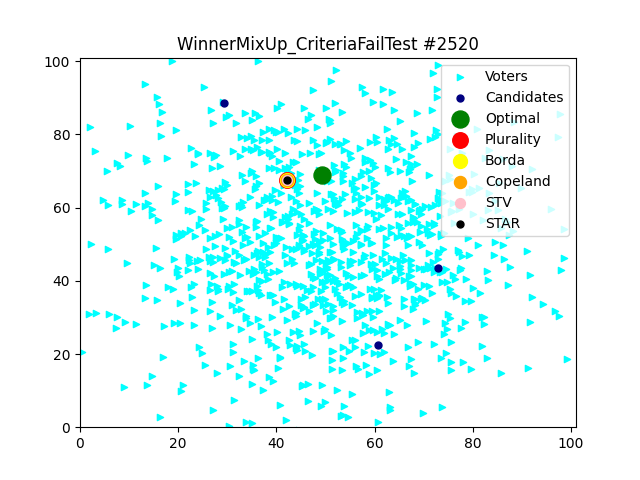 WinnerMixUp_CriteriaFailTest #2520
100
80
60
40
20
0
0 20 40 60 80 100
Voters
Candidates
Optimal
Plurality
Borda
Copeland
STV
STAR